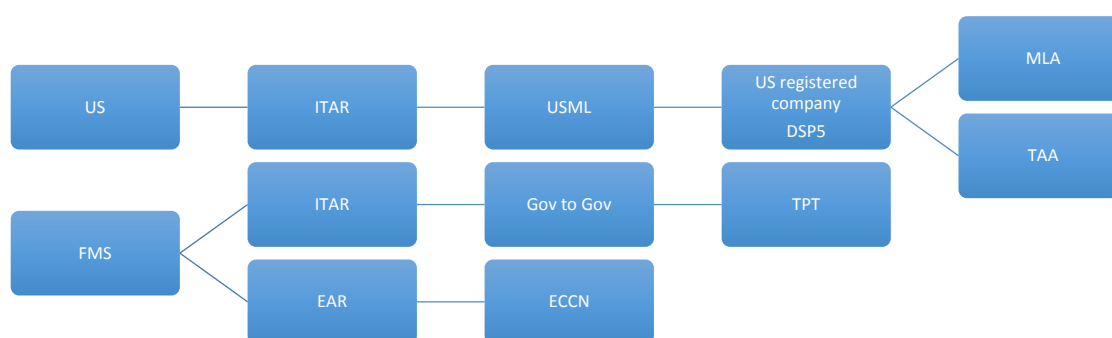 US
ITAR
USML
US registered
company
DSP5
MLA
TAA
FMS
ITAR
Gov to Gov
TPT
EAR
ECCN